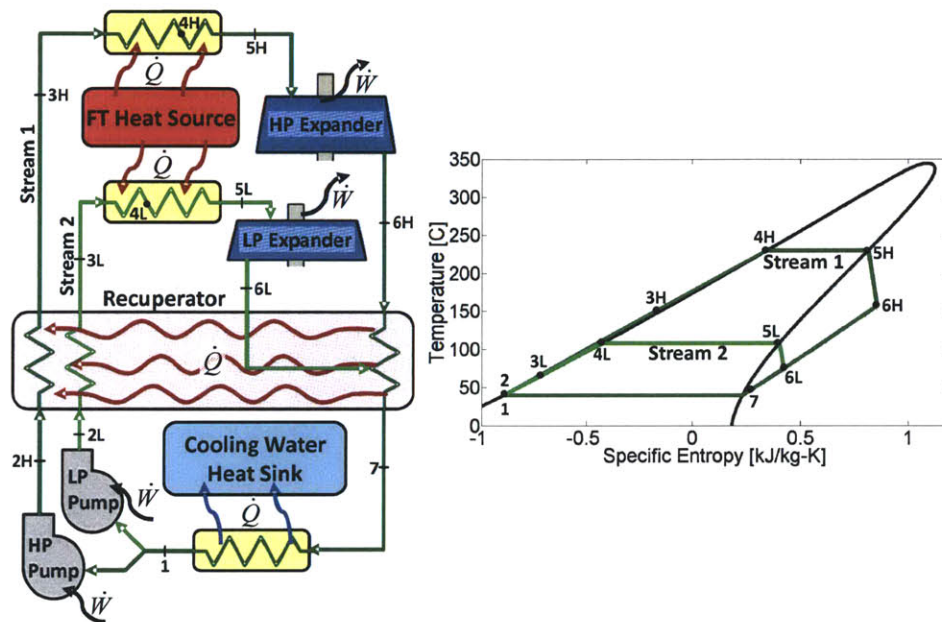 4H
5H
Q̇
Ẇ
3H
FT Heat Source
HP Expander
Stream 1
Q̇
5L
Ẇ
4L
LP Expander
6H
Stream 2
3L
6L
Recuperator
Q̇
2L
Cooling Water
Heat Sink
7
2H
LP
Pump
Ẇ
Q̇
HP
Pump
1
Ẇ
Temperature [C]
350
300
250
200
150
100
50
0
4H
Stream 1
5H
3H
6H
3L
4L
Stream 2
5L
6L
2
1
7
-1
-0.5
0
0.5
1
Specific Entropy [kJ/kg-K]